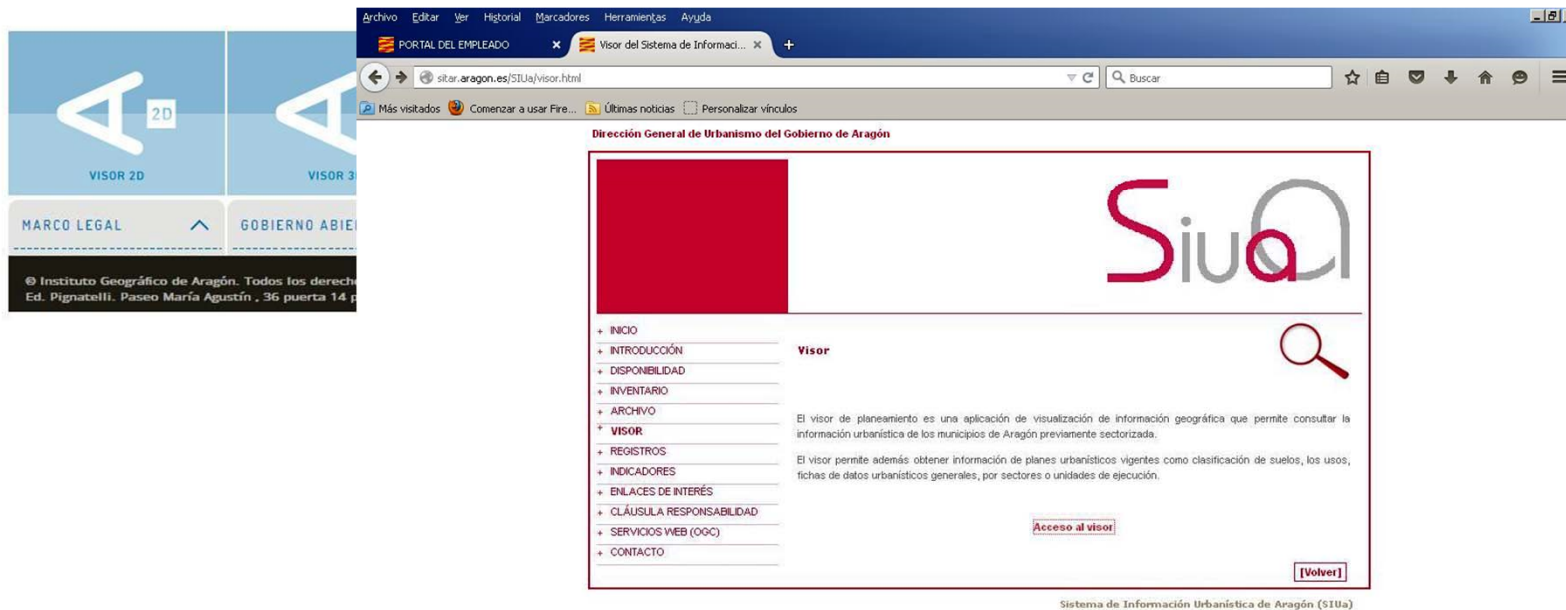 2D
VISOR 2D
VISOR 3
MARCO LEGAL
GOBIERNO ABIE
© Instituto Geográfico de Aragón. Todos los derech
Ed. Pignatelli. Paseo María Agustín , 36 puerta 14 p
Archivo Editar Ver Historial Marcadores Herramientas Ayuda
PORTAL DEL EMPLEADO
Visor del Sistema de Informaci...
sitar.aragon.es/SIUa/visor.html
Buscar
Más visitados Comenzar a usar Fire... Últimas noticias Personalizar vínculos
Dirección General de Urbanismo del Gobierno de Aragón
Siua
+ INICIO
+ INTRODUCCIÓN
+ DISPONIBILIDAD
+ INVENTARIO
+ ARCHIVO
+ VISOR
+ REGISTROS
+ INDICADORES
+ ENLACES DE INTERÉS
+ CLÁUSULA RESPONSABILIDAD
+ SERVICIOS WEB (OGC)
+ CONTACTO
Visor
El visor de planeamiento es una aplicación de visualización de información geográfica que permite consultar la
información urbanística de los municipios de Aragón previamente sectorizada.
El visor permite además obtener información de planes urbanísticos vigentes como clasificación de suelos, los usos,
fichas de datos urbanísticos generales, por sectores o unidades de ejecución.
Acceso al visor
[Volver]
Sistema de Información Urbanística de Aragón (SIUa)